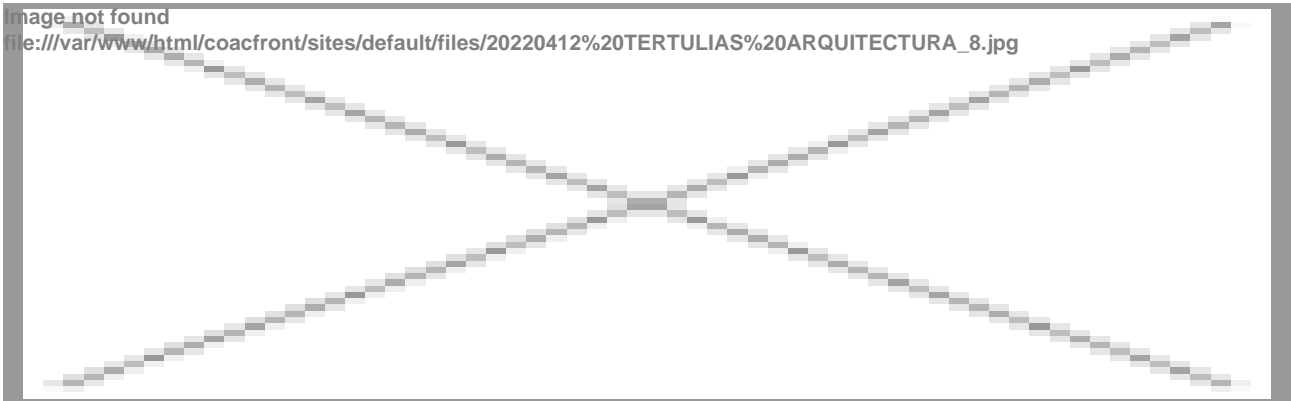 Image not found
file:///var/www/html/coacfront/sites/default/files/20220412%20TERTULIAS%20ARQUITECTURA_8.jpg